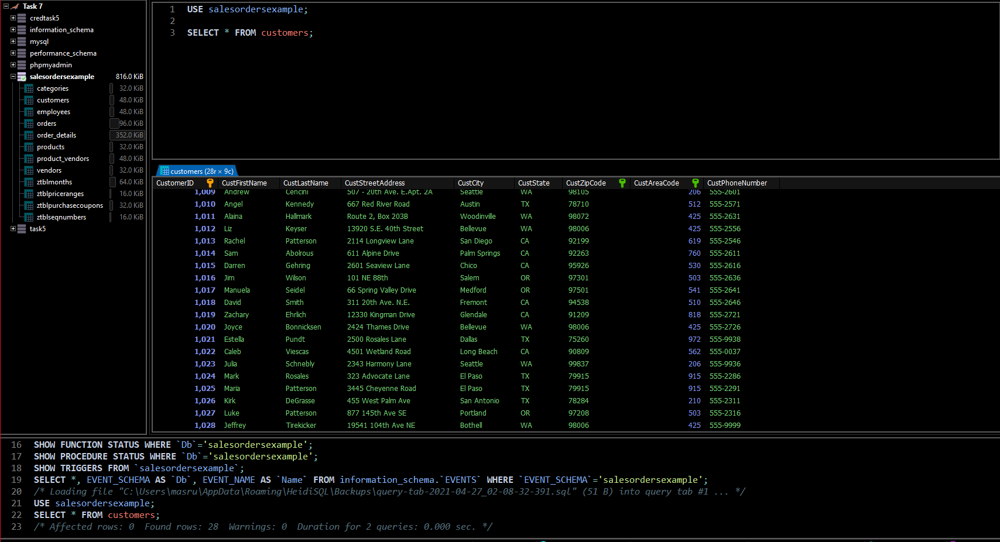 Task 7
credtask5
information_schema
mysql
performance_schema
phpmyadmin
salesordersexample 816.0 KiB
categories 32.0 KiB
customers 48.0 KiB
employees 48.0 KiB
orders 96.0 KiB
order_details 352.0 KiB
products 32.0 KiB
product_vendors 48.0 KiB
vendors 32.0 KiB
ztblmonths 64.0 KiB
ztblpriceranges 16.0 KiB
ztblpurchasecoupons 32.0 KiB
ztblseqnumbers 16.0 KiB
task5
1 USE salesordersexample;
2
3 SELECT * FROM customers;
customers (28r × 9c)
CustomerID CustFirstName CustLastName CustStreetAddress CustCity CustState CustZipCode CustAreaCode CustPhoneNumber
1,009 Andrew Cencini 507 - 20th Ave. E.Apt. 2A Seattle WA 98105 206 555-2601
1,010 Angel Kennedy 667 Red River Road Austin TX 78710 512 555-2571
1,011 Alaina Hallmark Route 2, Box 203B Woodinville WA 98072 425 555-2631
1,012 Liz Keyser 13920 S.E. 40th Street Bellevue WA 98006 425 555-2556
1,013 Rachel Patterson 2114 Longview Lane San Diego CA 92199 619 555-2546
1,014 Sam Abolrous 611 Alpine Drive Palm Springs CA 92263 760 555-2611
1,015 Darren Gehring 2601 Seaview Lane Chico CA 95926 530 555-2616
1,016 Jim Wilson 101 NE 88th Salem OR 97301 503 555-2636
1,017 Manuela Seidel 66 Spring Valley Drive Medford OR 97501 541 555-2641
1,018 David Smith 311 20th Ave. N.E. Fremont CA 94538 510 555-2646
1,019 Zachary Ehrlich 12330 Kingman Drive Glendale CA 91209 818 555-2721
1,020 Joyce Bonnicksen 2424 Thames Drive Bellevue WA 98006 425 555-2726
1,021 Estella Pundt 2500 Rosales Lane Dallas TX 75260 972 555-9938
1,022 Caleb Viescas 4501 Wetland Road Long Beach CA 90809 562 555-0037
1,023 Julia Schnebly 2343 Harmony Lane Seattle WA 99837 206 555-9936
1,024 Mark Rosales 323 Advocate Lane El Paso TX 79915 915 555-2286
1,025 Maria Patterson 3445 Cheyenne Road El Paso TX 79915 915 555-2291
1,026 Kirk DeGrasse 455 West Palm Ave San Antonio TX 78284 210 555-2311
1,027 Luke Patterson 877 145th Ave SE Portland OR 97208 503 555-2316
1,028 Jeffrey Tirekicker 19541 104th Ave NE Bothell WA 98006 425 555-9999
16 SHOW FUNCTION STATUS WHERE `Db`='salesordersexample';
17 SHOW PROCEDURE STATUS WHERE `Db`='salesordersexample';
18 SHOW TRIGGERS FROM `salesordersexample`;
19 SELECT *, EVENT_SCHEMA AS `Db`, EVENT_NAME AS `Name` FROM information_schema.`EVENTS` WHERE `EVENT_SCHEMA`='salesordersexample';
20 /* Loading file "C:\Users\masru\AppData\Roaming\HeidiSQL\Backups\query-tab-2021-04-27_02-08-32-391.sql" (51 B) into query tab #1 ... */
21 USE salesordersexample;
22 SELECT * FROM customers;
23 /* Affected rows: 0  Found rows: 28  Warnings: 0  Duration for 2 queries: 0.000 sec. */